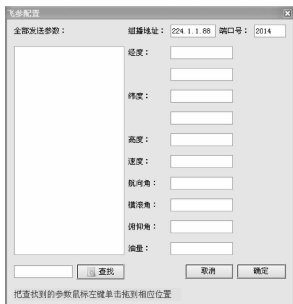 飞参配置
全部发送参数： 组播地址： 224.1.1.88 端口号： 2014
经度：
纬度：
高度：
速度：
航向角：
横滚角：
俯仰角：
油量：
查找 取消 确定
把查找到的参数鼠标左键单击拖到相应位置